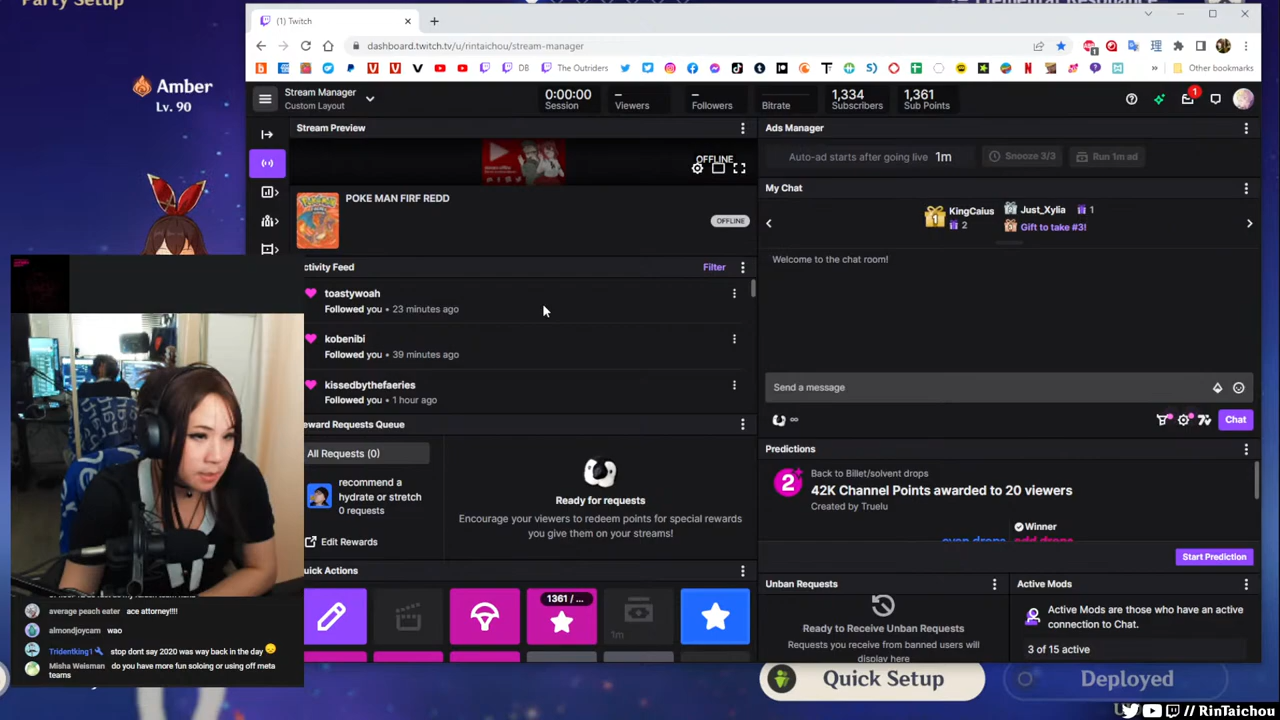 Party Setup
Elemental Resonance
Amber
Lv. 90
(1) Twitch
dashboard.twitch.tv/u/rintaichou/stream-manager
DB
The Outriders
Other bookmarks
Stream Manager
Custom Layout
0:00:00
Session
–
Viewers
–
Followers
Bitrate
1,334
Subscribers
1,361
Sub Points
1
Stream Preview
OFFLINE
POKE MAN FIRF REDD
OFFLINE
ctivity Feed
Filter
toastywoah
Followed you • 23 minutes ago
kobenibi
Followed you • 39 minutes ago
kissedbythefaeries
Followed you • 1 hour ago
eward Requests Queue
All Requests (0)
recommend a
hydrate or stretch
0 requests
Edit Rewards
Ready for requests
Encourage your viewers to redeem points for special rewards
you give them on your streams!
uick Actions
1361 / ...
1m
Ads Manager
Auto-ad starts after going live 1m
Snooze 3/3
Run 1m ad
My Chat
1
KingCaius
2
Just_Xylia 1
Gift to take #3!
Welcome to the chat room!
Send a message
∞
Chat
Predictions
2
Back to Billet/solvent drops
42K Channel Points awarded to 20 viewers
Created by Truelu
Winner
Start Prediction
Unban Requests
Ready to Receive Unban Requests
Requests you receive from banned users will
display here
Active Mods
Active Mods are those who have an active
connection to Chat.
3 of 15 active
average peach eater ace attorney!!!!
almondjoycam wao
Tridentking1 stop dont say 2020 was way back in the day
Misha Weisman do you have more fun soloing or using off meta
teams
Quick Setup
Deployed
// RinTaichou